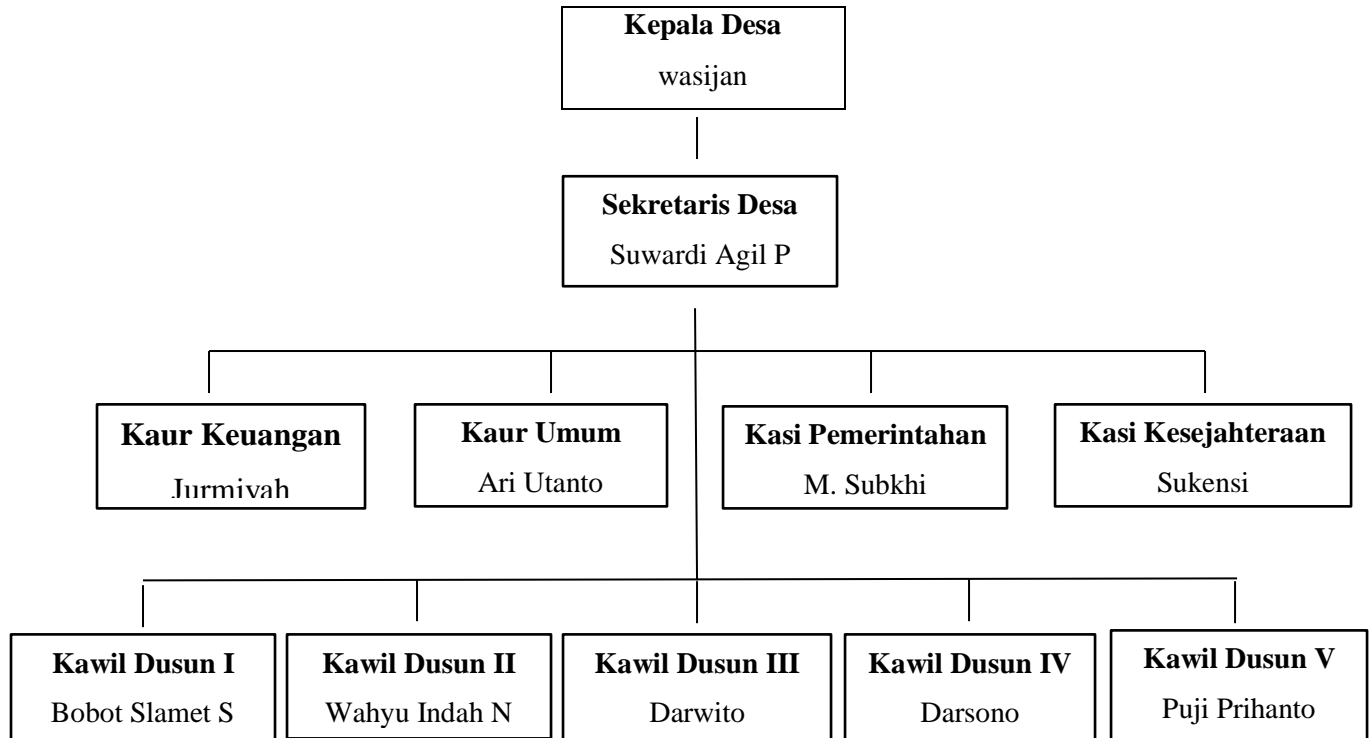 Kepala Desa
wasijan
Sekretaris Desa
Suwardi Agil P
Kaur Keuangan
Jurmiyah
Kaur Umum
Ari Utanto
Kasi Pemerintahan
M. Subkhi
Kasi Kesejahteraan
Sukensi
Kawil Dusun I
Bobot Slamet S
Kawil Dusun II
Wahyu Indah N
Kawil Dusun III
Darwito
Kawil Dusun IV
Darsono
Kawil Dusun V
Puji Prihanto